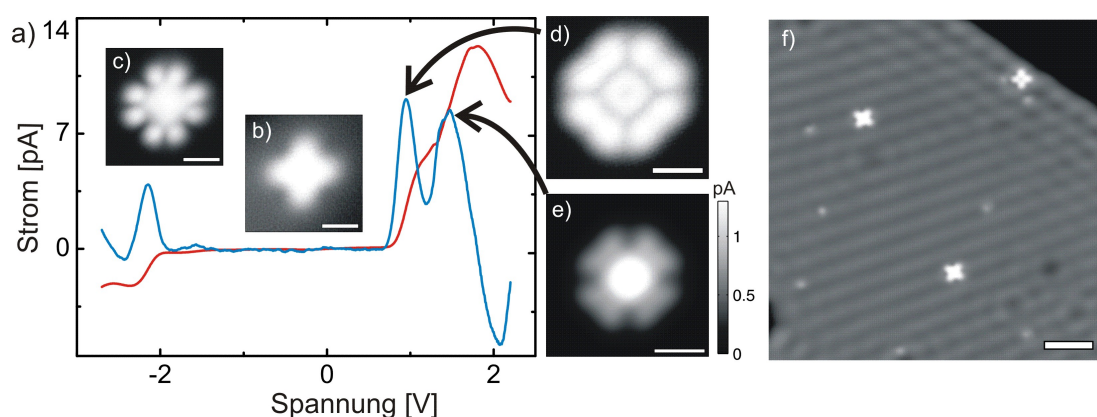 a)
14
7
0
Strom [pA]
-2
0
2
Spannung [V]
c)
b)
d)
e)
pA
1
0.5
0
f)